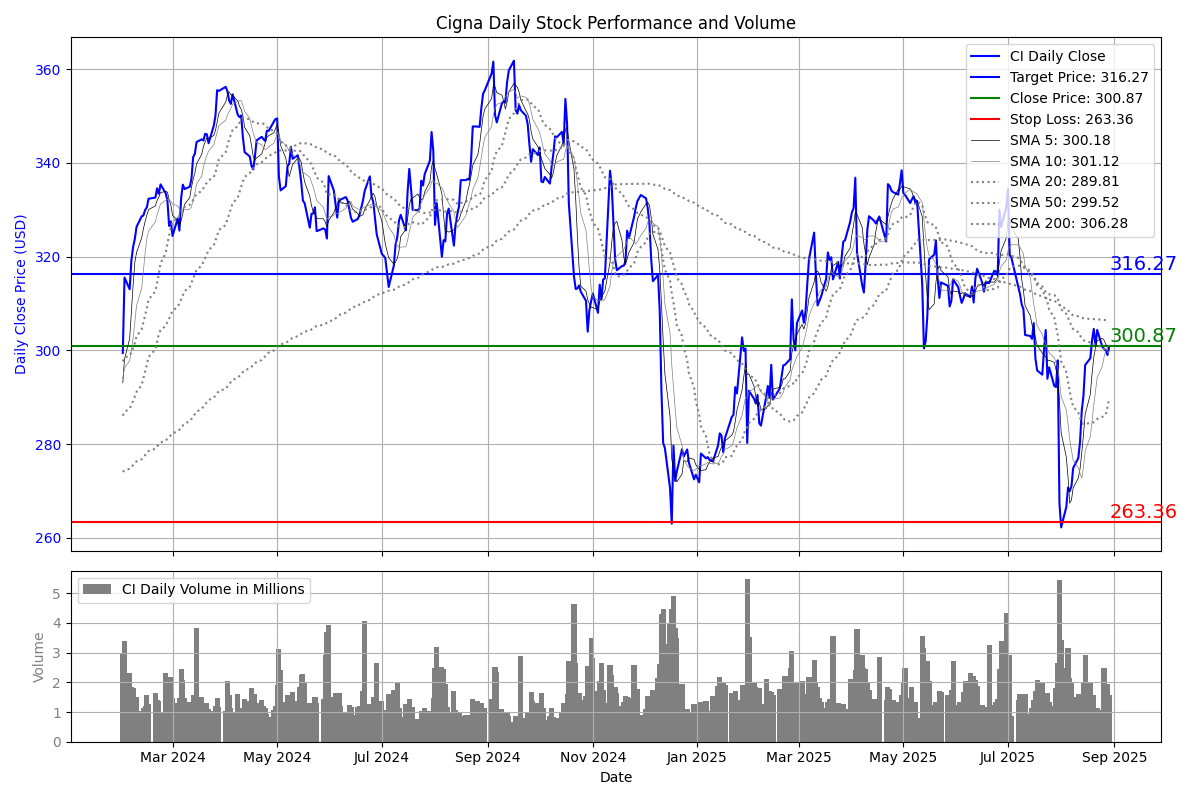 Cigna Daily Stock Performance and Volume
Daily Close Price (USD)
360
340
320
300
280
260
CI Daily Close
Target Price: 316.27
Close Price: 300.87
Stop Loss: 263.36
SMA 5: 300.18
SMA 10: 301.12
SMA 20: 289.81
SMA 50: 299.52
SMA 200: 306.28
316.27
300.87
263.36
CI Daily Volume in Millions
Volume
5
4
3
2
1
0
Mar 2024
May 2024
Jul 2024
Sep 2024
Nov 2024
Jan 2025
Mar 2025
May 2025
Jul 2025
Sep 2025
Date